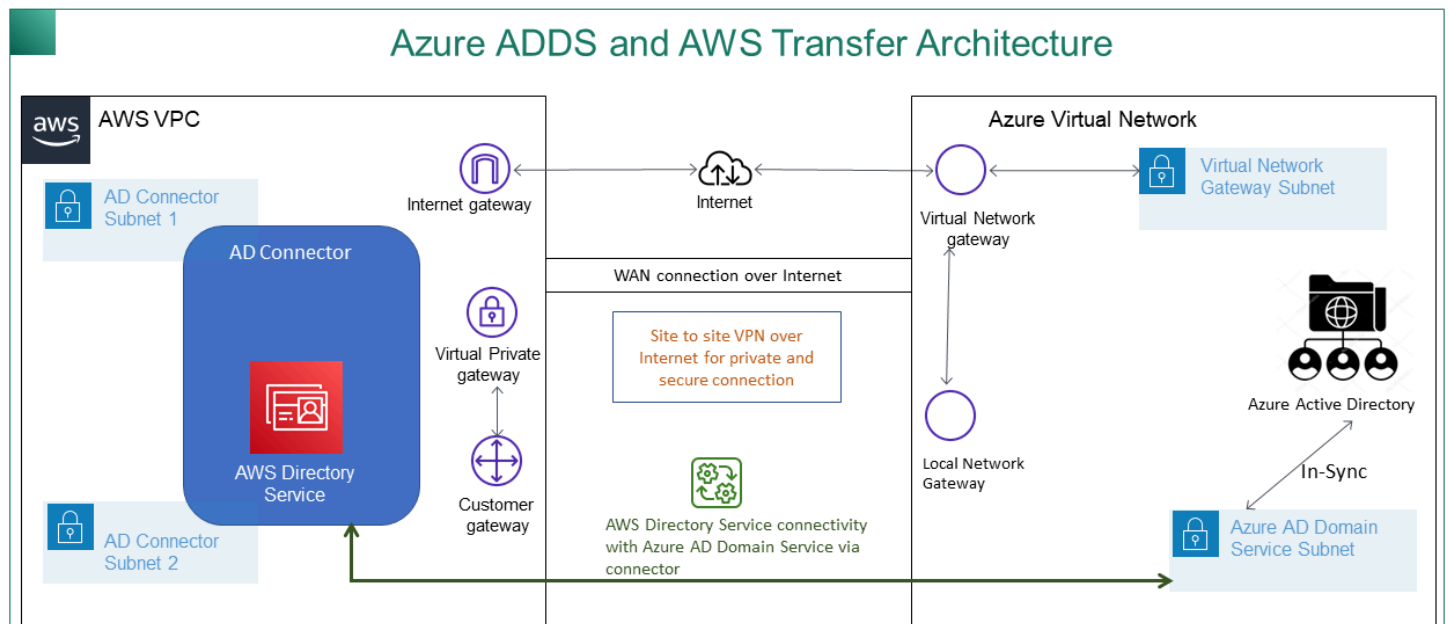 Azure ADDS and AWS Transfer Architecture
aws
AWS VPC
Azure Virtual Network
AD Connector
Subnet 1
Internet gateway
Internet
Virtual Network
gateway
Virtual Network
Gateway Subnet
AD Connector
WAN connection over Internet
Site to site VPN over
Internet for private and
secure connection
Virtual Private
gateway
Azure Active Directory
Local Network
Gateway
In-Sync
AWS Directory
Service
Customer
gateway
AWS Directory Service connectivity
with Azure AD Domain Service via
connector
AD Connector
Subnet 2
Azure AD Domain
Service Subnet